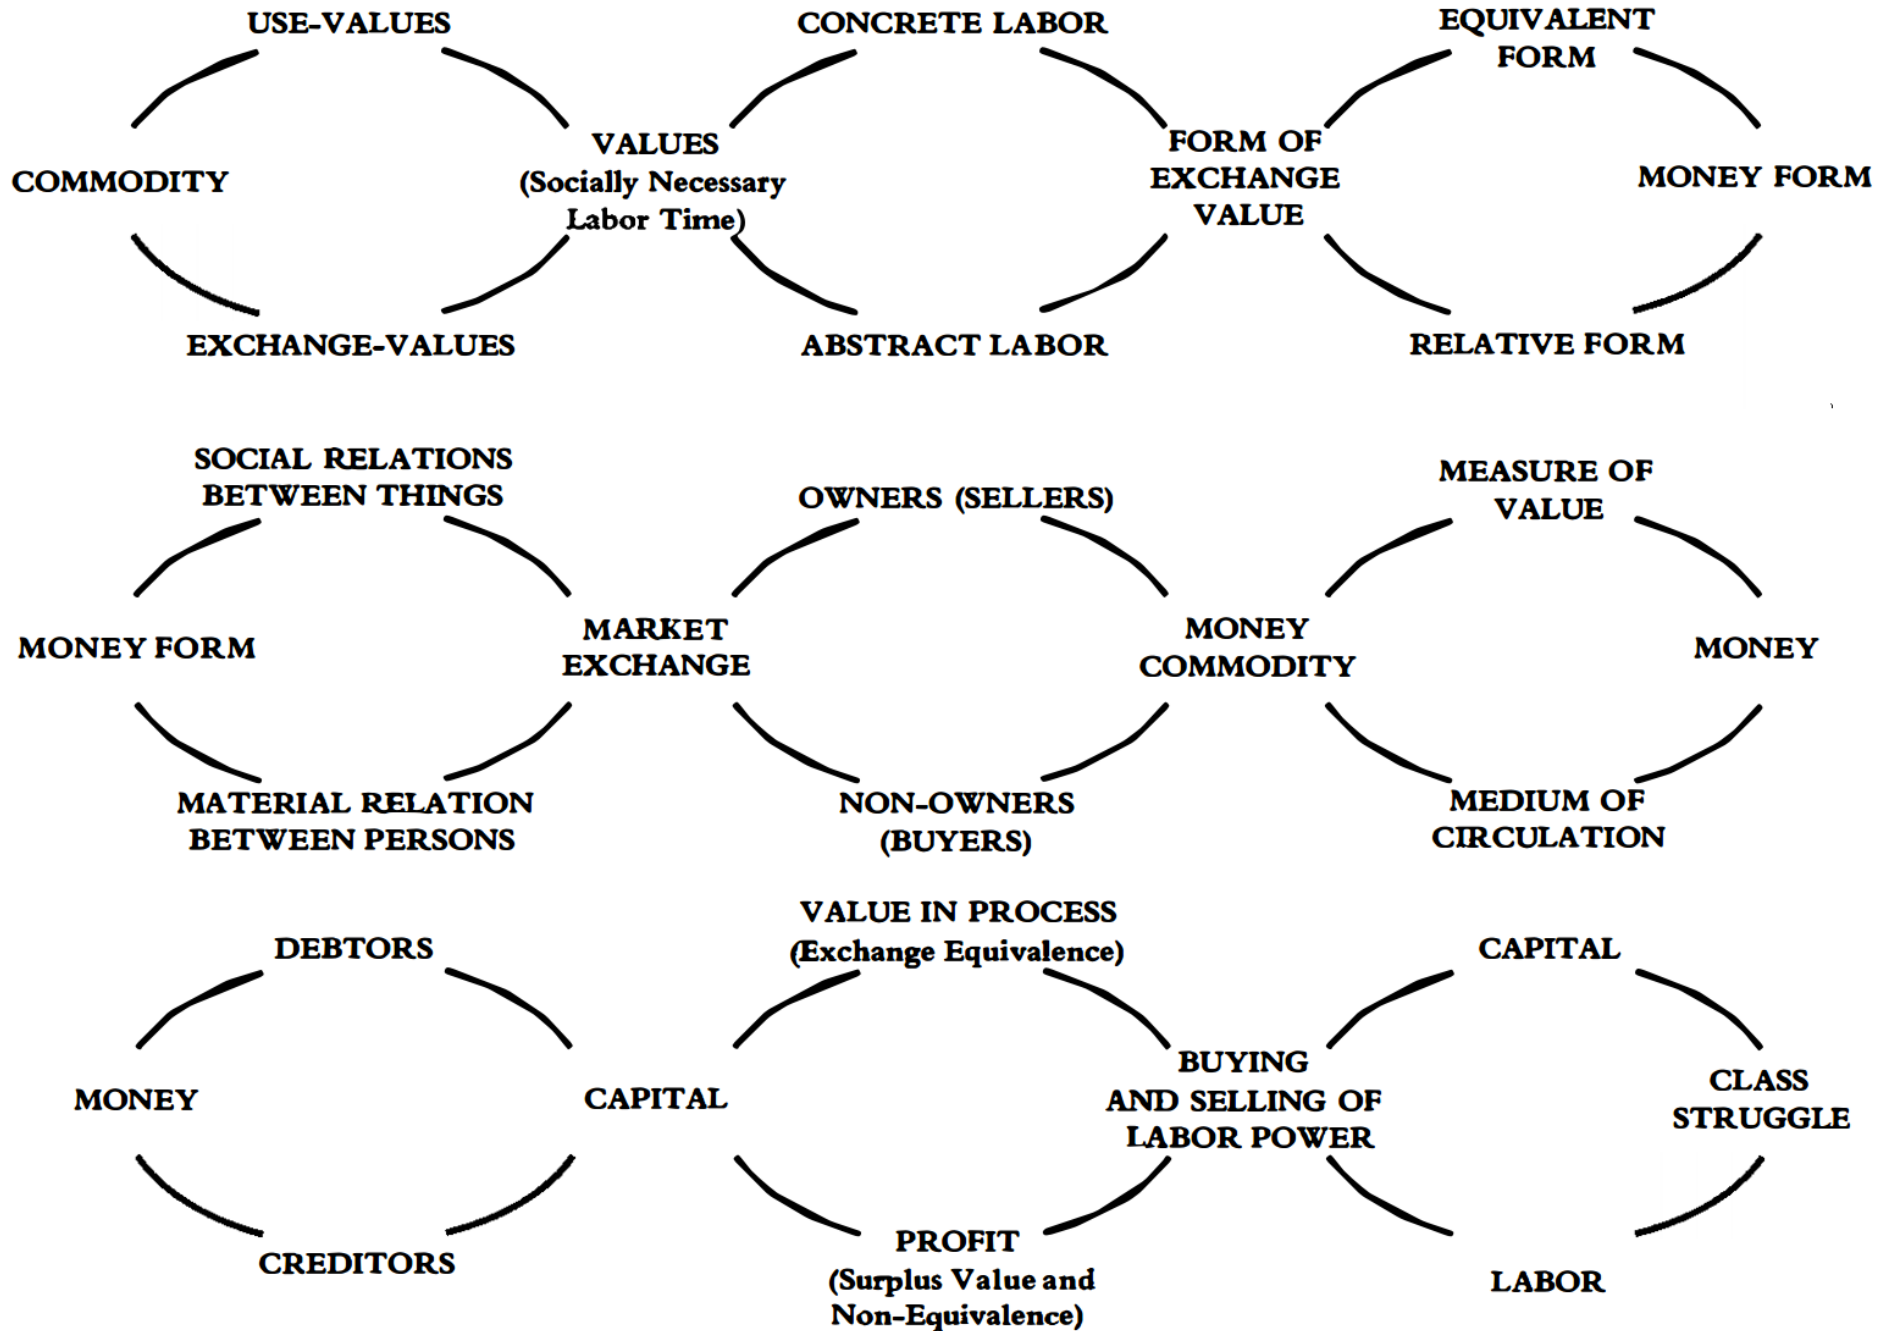 USE-VALUES
CONCRETE LABOR
EQUIVALENT
FORM
COMMODITY
VALUES
(Socially Necessary
Labor Time)
FORM OF
EXCHANGE
VALUE
MONEY FORM
EXCHANGE-VALUES
ABSTRACT LABOR
RELATIVE FORM
SOCIAL RELATIONS
BETWEEN THINGS
OWNERS (SELLERS)
MEASURE OF
VALUE
MONEY FORM
MARKET
EXCHANGE
MONEY
COMMODITY
MONEY
MATERIAL RELATION
BETWEEN PERSONS
NON-OWNERS
(BUYERS)
MEDIUM OF
CIRCULATION
DEBTORS
VALUE IN PROCESS
(Exchange Equivalence)
CAPITAL
MONEY
CAPITAL
BUYING
AND SELLING OF
LABOR POWER
CLASS
STRUGGLE
CREDITORS
PROFIT
(Surplus Value and
Non-Equivalence)
LABOR